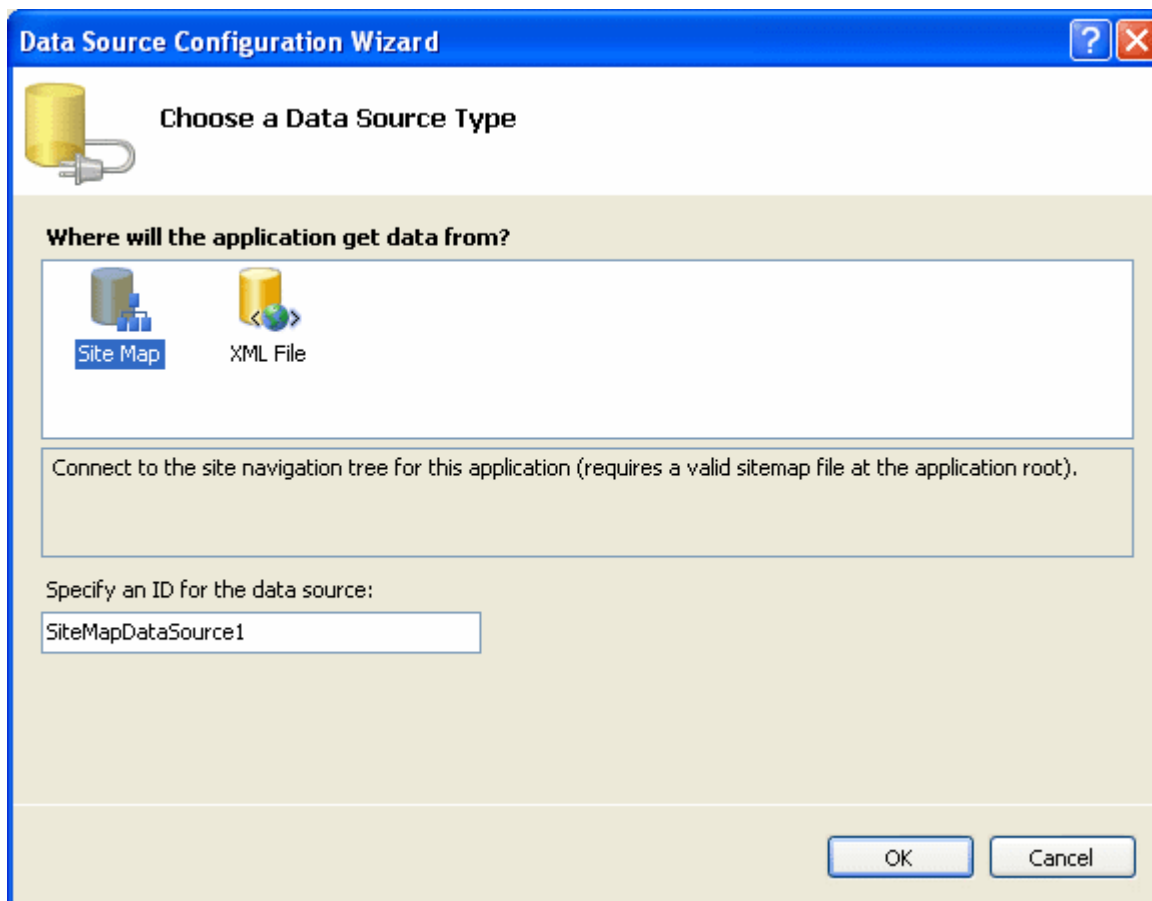 Data Source Configuration Wizard
Choose a Data Source Type
Where will the application get data from?
Site Map
XML File
Connect to the site navigation tree for this application (requires a valid sitemap file at the application root).
Specify an ID for the data source:
SiteMapDataSource1
OK
Cancel